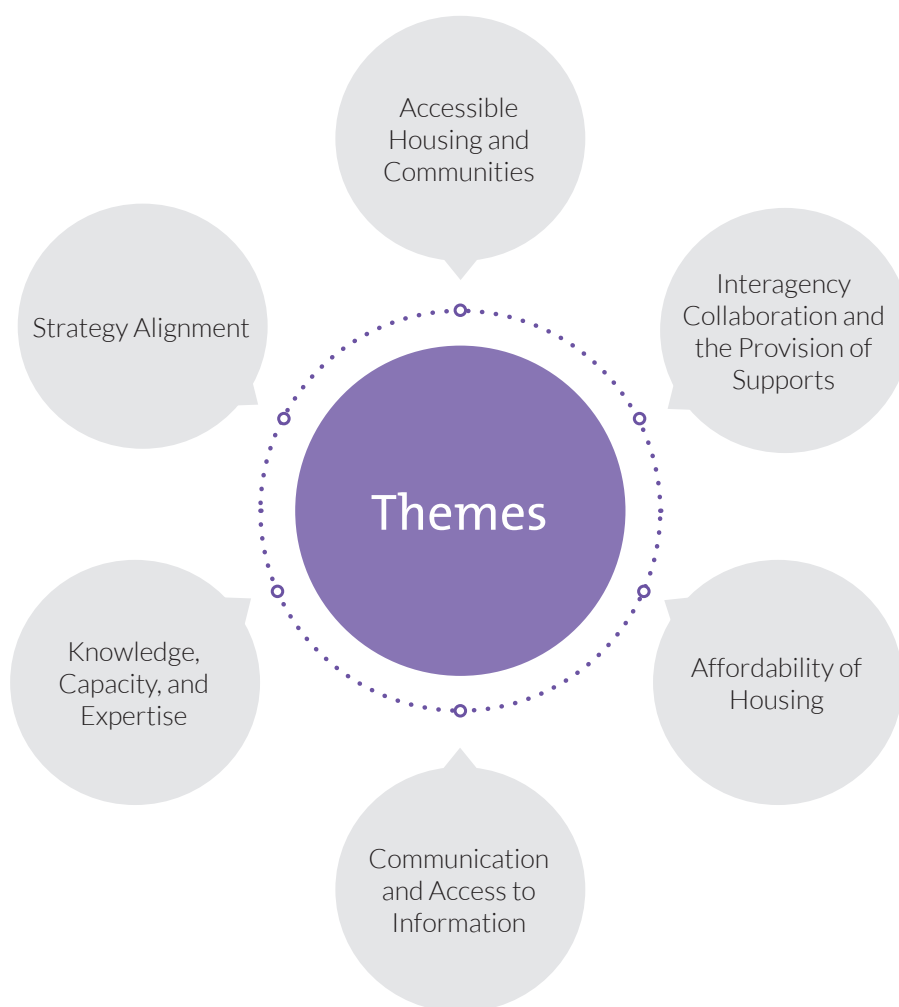 Accessible
Housing and
Communities
Interagency
Collaboration and
the Provision of
Supports
Strategy Alignment
Themes
Knowledge,
Capacity, and
Expertise
Affordability of
Housing
Communication
and Access to
Information